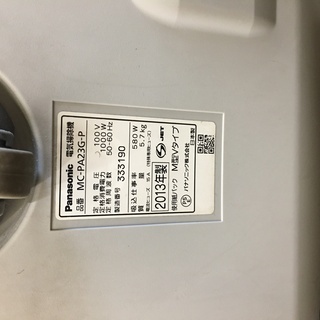 Panasonic 電気掃除機
品番 MC-PA23G-P
定格電圧 100V
定格消費電力 1000W
定格周波数 50-60Hz
製造番号 333190
吸込仕事率 580W
質量 5.7kg
2013年製
使用紙パック M型Vタイプ
パナソニック株式会社
日本製